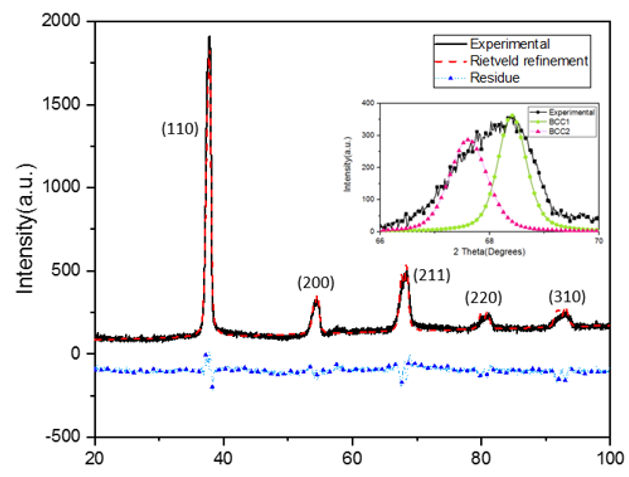 2000
1500
1000
500
0
-500
Intensity(a.u.)
20
40
60
80
100
Experimental
Rietveld refinement
Residue
(110)
(200)
(211)
(220)
(310)
400
300
200
100
0
Intensity(a.u.)
66
68
70
2 Theta(Degrees)
Experimental
BCC1
BCC2